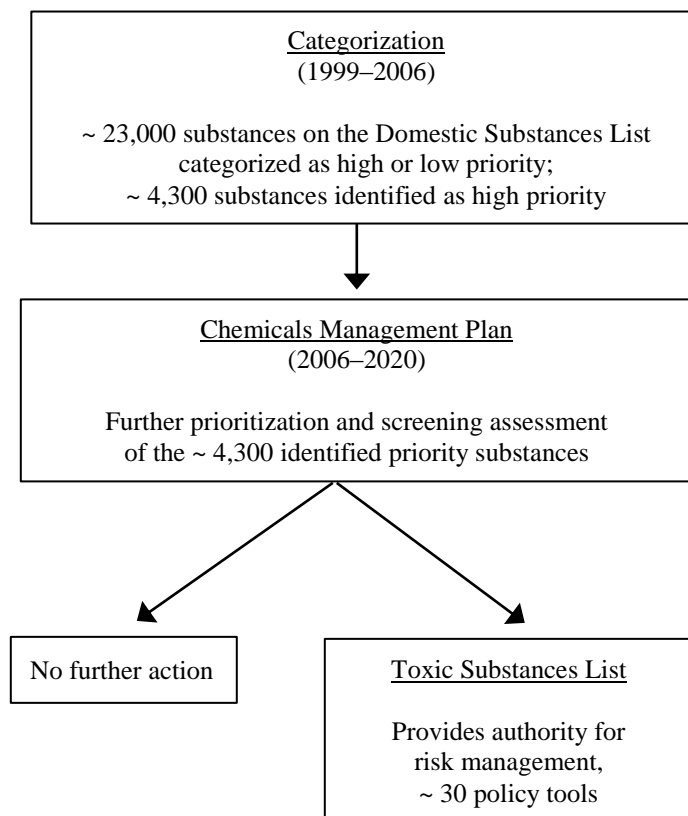 Categorization
(1999–2006)
~ 23,000 substances on the Domestic Substances List
categorized as high or low priority;
~ 4,300 substances identified as high priority
Chemicals Management Plan
(2006–2020)
Further prioritization and screening assessment
of the ~ 4,300 identified priority substances
No further action
Toxic Substances List
Provides authority for
risk management,
~ 30 policy tools